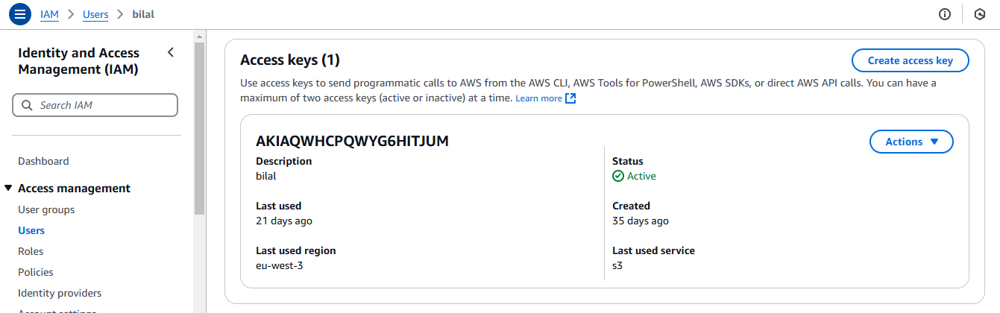 IAM > Users > bilal
Identity and Access
Management (IAM)
Search IAM
Dashboard
Access management
User groups
Users
Roles
Policies
Identity providers
Account settings
Access keys (1)
Create access key
Use access keys to send programmatic calls to AWS from the AWS CLI, AWS Tools for PowerShell, AWS SDKs, or direct AWS API calls. You can have a
maximum of two access keys (active or inactive) at a time. Learn more
AKIAQWHCPQWYG6HITJUM
Actions
Description
bilal
Status
Active
Last used
21 days ago
Created
35 days ago
Last used region
eu-west-3
Last used service
s3